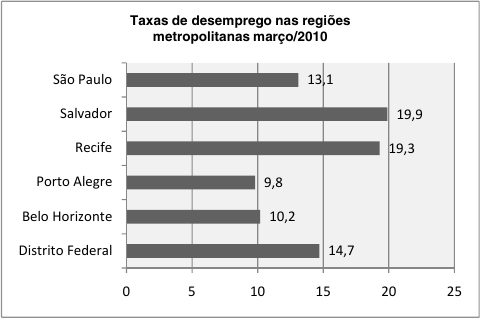 Taxas de desemprego nas regiões
metropolitanas março/2010
São Paulo 13,1
Salvador 19,9
Recife 19,3
Porto Alegre 9,8
Belo Horizonte 10,2
Distrito Federal 14,7
0 5 10 15 20 25